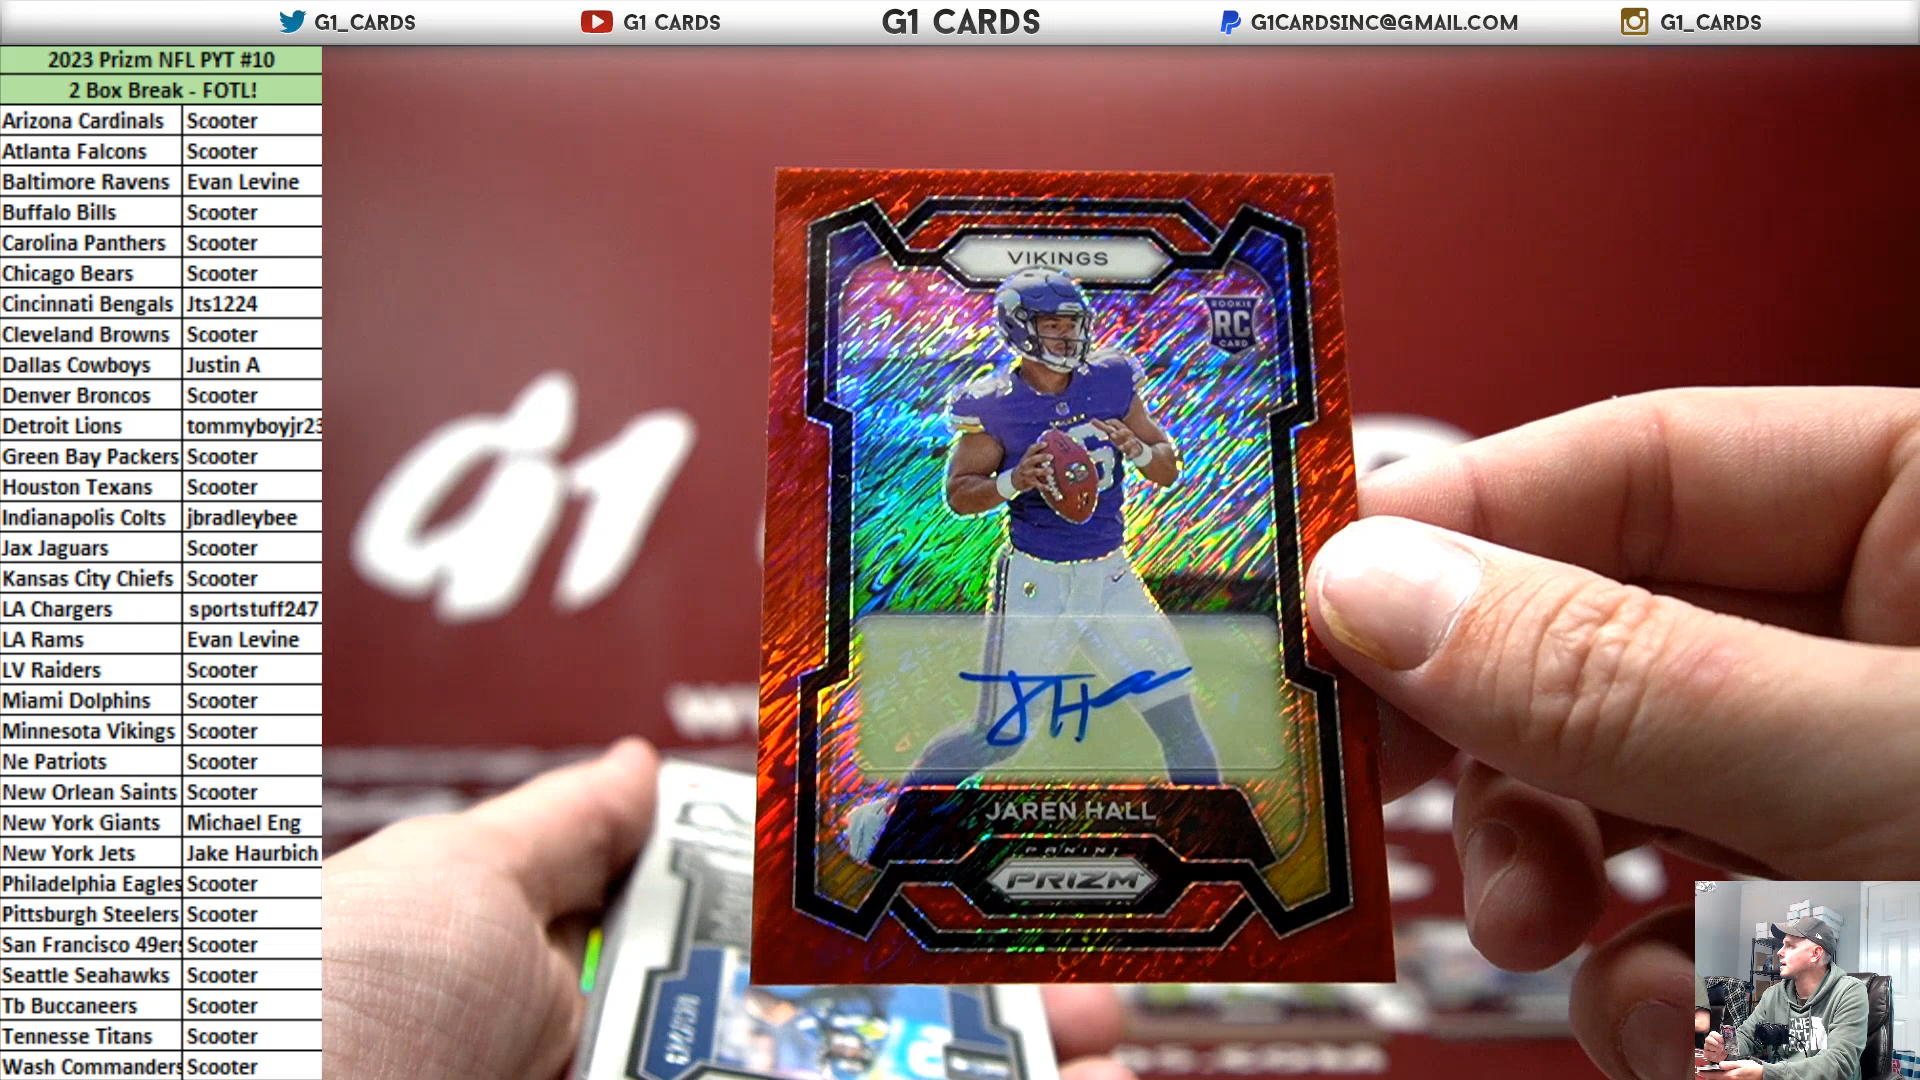 G1_CARDS
G1 CARDS
G1 CARDS
G1CARDSINC@GMAIL.COM
G1_CARDS
2023 Prizm NFL PYT #10
2 Box Break - FOTL!
Arizona Cardinals Scooter
Atlanta Falcons Scooter
Baltimore Ravens Evan Levine
Buffalo Bills Scooter
Carolina Panthers Scooter
Chicago Bears Scooter
Cincinnati Bengals Jts1224
Cleveland Browns Scooter
Dallas Cowboys Justin A
Denver Broncos Scooter
Detroit Lions tommyboyjr23
Green Bay Packers Scooter
Houston Texans Scooter
Indianapolis Colts jbradleybee
Jax Jaguars Scooter
Kansas City Chiefs Scooter
LA Chargers sportstuff247
LA Rams Evan Levine
LV Raiders Scooter
Miami Dolphins Scooter
Minnesota Vikings Scooter
Ne Patriots Scooter
New Orlean Saints Scooter
New York Giants Michael Eng
New York Jets Jake Haurbich
Philadelphia Eagles Scooter
Pittsburgh Steelers Scooter
San Francisco 49ers Scooter
Seattle Seahawks Scooter
Tb Buccaneers Scooter
Tennesse Titans Scooter
Wash Commanders Scooter
G1
VIKINGS
ROOKIE
RC
CARD
JH
JAREN HALL
PANINI
PRIZM
THE